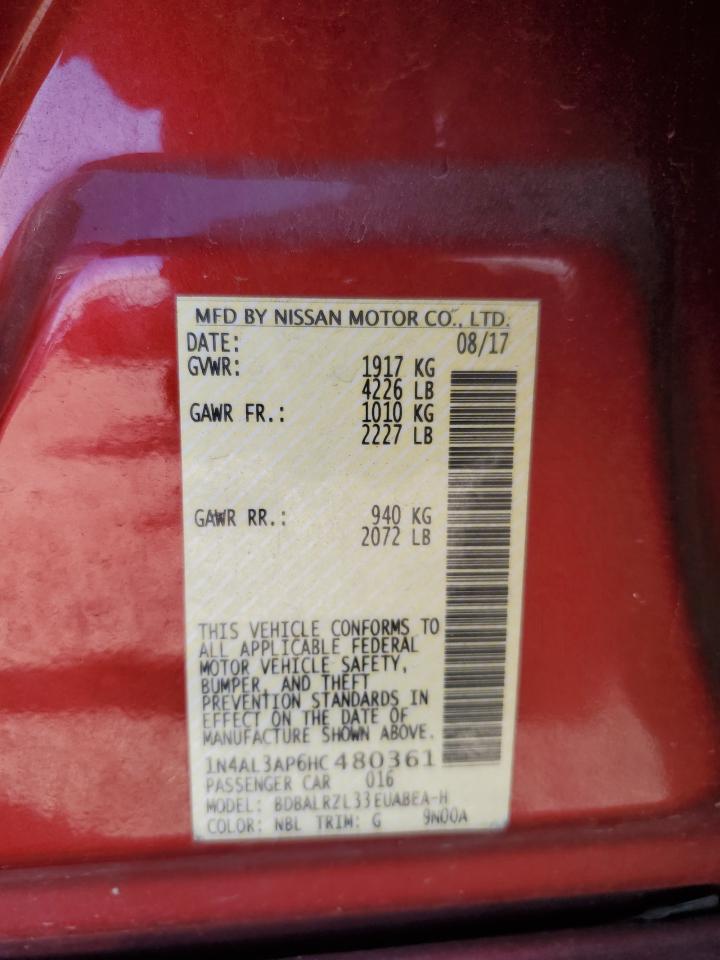 MFD BY NISSAN MOTOR CO., LTD.
DATE: 08/17
GVWR: 1917 KG
4226 LB
GAWR FR.: 1010 KG
2227 LB
GAWR RR.: 940 KG
2072 LB
THIS VEHICLE CONFORMS TO
ALL APPLICABLE FEDERAL
MOTOR VEHICLE SAFETY,
BUMPER, AND THEFT
PREVENTION STANDARDS IN
EFFECT ON THE DATE OF
MANUFACTURE SHOWN ABOVE.
1N4AL3AP6HC480361
PASSENGER CAR 016
MODEL: BDBALRZL33EUABEA-H
COLOR: NBL TRIM: G 9N00A